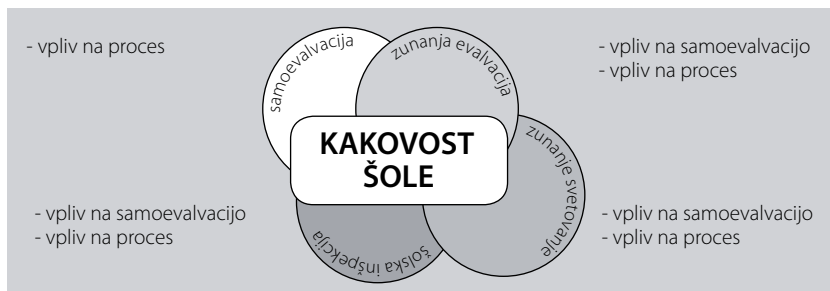 - vpliv na proces
samoevalvacija
zunanja evalvacija
- vpliv na samoevalvacijo
- vpliv na proces
KAKOVOST
ŠOLE
zunanje svetovanje
šolska inšpekcija
- vpliv na samoevalvacijo
- vpliv na proces
- vpliv na samoevalvacijo
- vpliv na proces